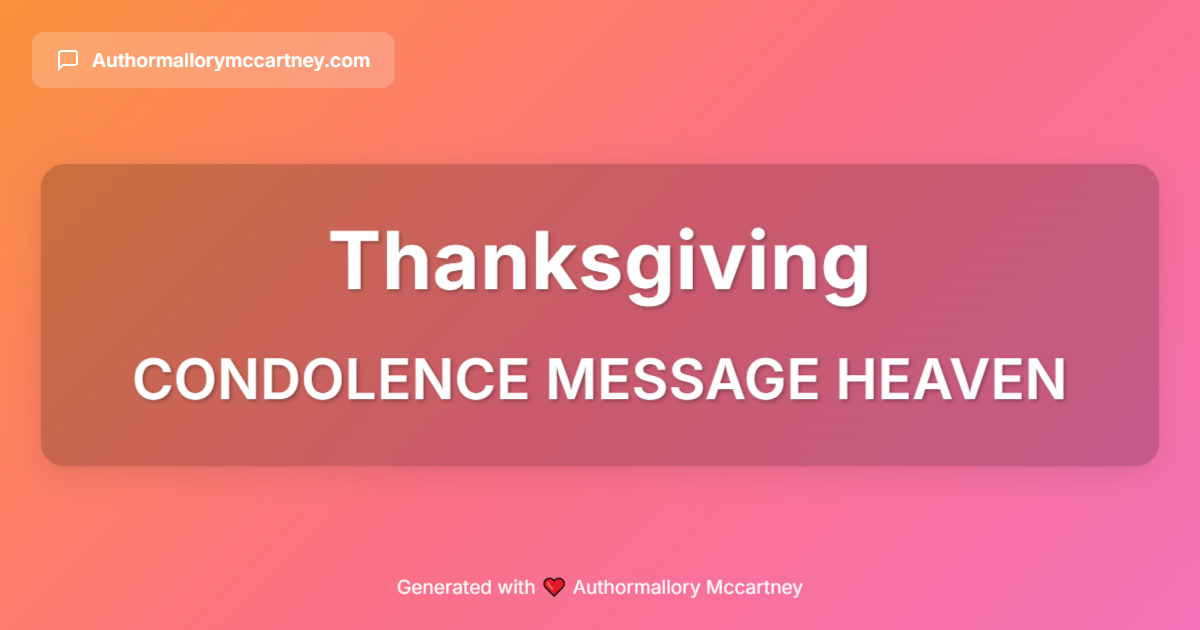 Authormallorymccartney.com
Thanksgiving
CONDOLENCE MESSAGE HEAVEN
Generated with ❤️ Authormallory Mccartney